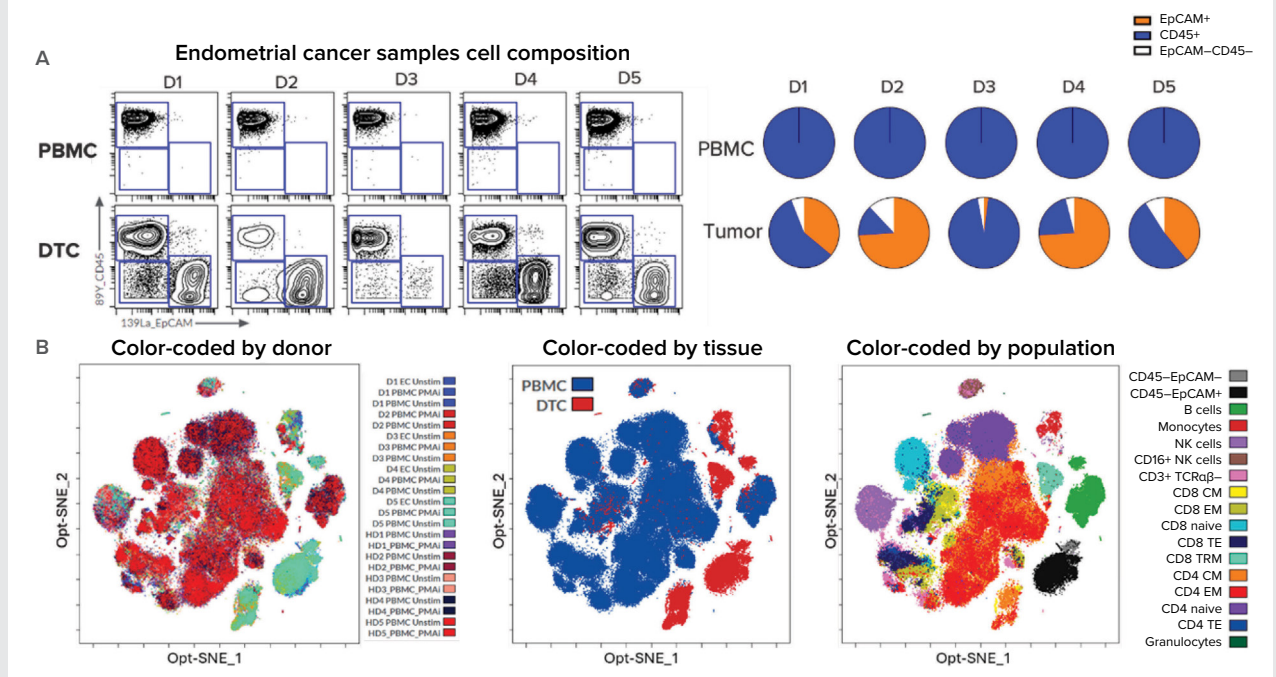 EpCAM+
CD45+
EpCAM–CD45–
A
Endometrial cancer samples cell composition
D1 D2 D3 D4 D5
D1 D2 D3 D4 D5
PBMC
PBMC
DTC
Tumor
89Y_CD45
139La_EpCAM
B
Color-coded by donor
Color-coded by tissue
Color-coded by population
Opt-SNE_2
Opt-SNE_1
D1 EC Unstim
D1 PBMC PMAi
D1 PBMC Unstim
D2 PBMC PMAi
D2 PBMC Unstim
D3 EC Unstim
D3 PBMC PMAi
D3 PBMC Unstim
D4 EC Unstim
D4 PBMC PMAi
D4 PBMC Unstim
D5 EC Unstim
D5 PBMC PMAi
D5 PBMC Unstim
HD1 PBMC Unstim
HD1_PBMC_PMAi
HD2 PBMC Unstim
HD2_PBMC_PMAi
HD3 PBMC Unstim
HD3_PBMC_PMAi
HD4 PBMC Unstim
HD4_PBMC_PMAi
HD5 PBMC Unstim
HD5_PBMC_PMAi
PBMC
DTC
Opt-SNE_2
Opt-SNE_1
Opt-SNE_2
Opt-SNE_1
CD45–EpCAM–
CD45–EpCAM+
B cells
Monocytes
NK cells
CD16+ NK cells
CD3+ TCRαβ–
CD8 CM
CD8 EM
CD8 naive
CD8 TE
CD8 TRM
CD4 CM
CD4 EM
CD4 naive
CD4 TE
Granulocytes